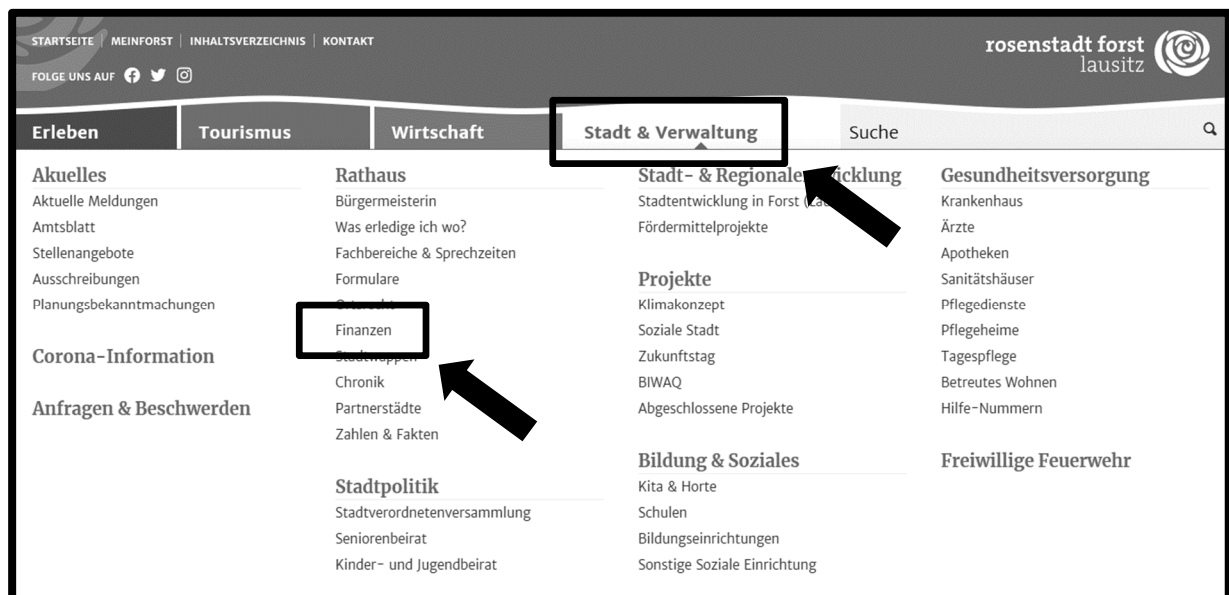 STARTSEITE | MEINFORST | INHALTSVERZEICHNIS | KONTAKT
FOLGE UNS AUF
rosenstadt forst
lausitz
Erleben
Tourismus
Wirtschaft
Stadt & Verwaltung
Suche
Akuelles
Aktuelle Meldungen
Amtsblatt
Stellenangebote
Ausschreibungen
Planungsbekanntmachungen
Corona-Information
Anfragen & Beschwerden
Rathaus
Bürgermeisterin
Was erledige ich wo?
Fachbereiche & Sprechzeiten
Formulare
Finanzen
Stadtwappen
Chronik
Partnerstädte
Zahlen & Fakten
Stadtpolitik
Stadtverordnetenversammlung
Seniorenbeirat
Kinder- und Jugendbeirat
Stadt- & Regionale
Stadtentwicklung in Forst
Fördermittelprojekte
Projekte
Klimakonzept
Soziale Stadt
Zukunftstag
BIWAQ
Abgeschlossene Projekte
Bildung & Soziales
Kita & Horte
Schulen
Bildungseinrichtungen
Sonstige Soziale Einrichtung
Gesundheitsversorgung
Krankenhaus
Ärzte
Apotheken
Sanitätshäuser
Pflegedienste
Pflegeheime
Tagespflege
Betreutes Wohnen
Hilfe-Nummern
Freiwillige Feuerwehr